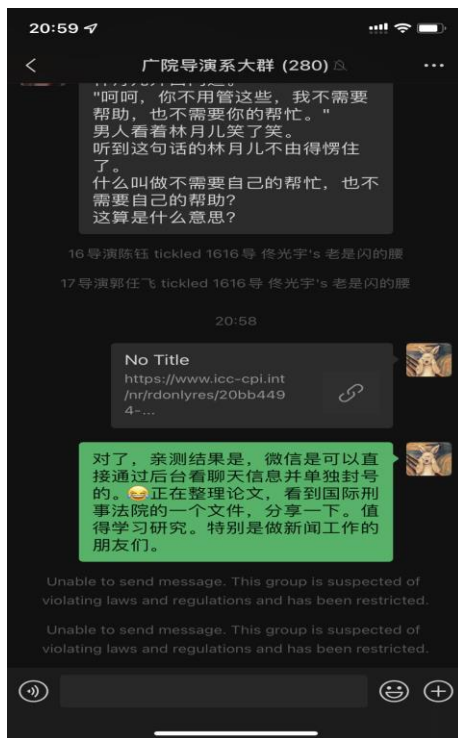 20:59
广院导演系大群 (280)
"呵呵，你不用管这些，我不需要
帮助，也不需要你的帮忙。"
男人看着林月儿笑了笑。
听到这句话的林月儿不由得愣住
了。
什么叫做不需要自己的帮忙，也不
需要自己的帮助?
这算是什么意思?
16导演陈钰 tickled 1616导 佟光宇's 老是闪的腰
17导演郭任飞 tickled 1616导 佟光宇's 老是闪的腰
20:58
No Title
https://www.icc-cpi.int
/nr/rdonlyres/20bb449
4-...
对了，亲测结果是，微信是可以直
接通过后台看聊天信息并单独封号
的。😂正在整理论文，看到国际刑
事法院的一个文件，分享一下。值
得学习研究。特别是做新闻工作的
朋友们。
Unable to send message. This group is suspected of
violating laws and regulations and has been restricted.
Unable to send message. This group is suspected of
violating laws and regulations and has been restricted.